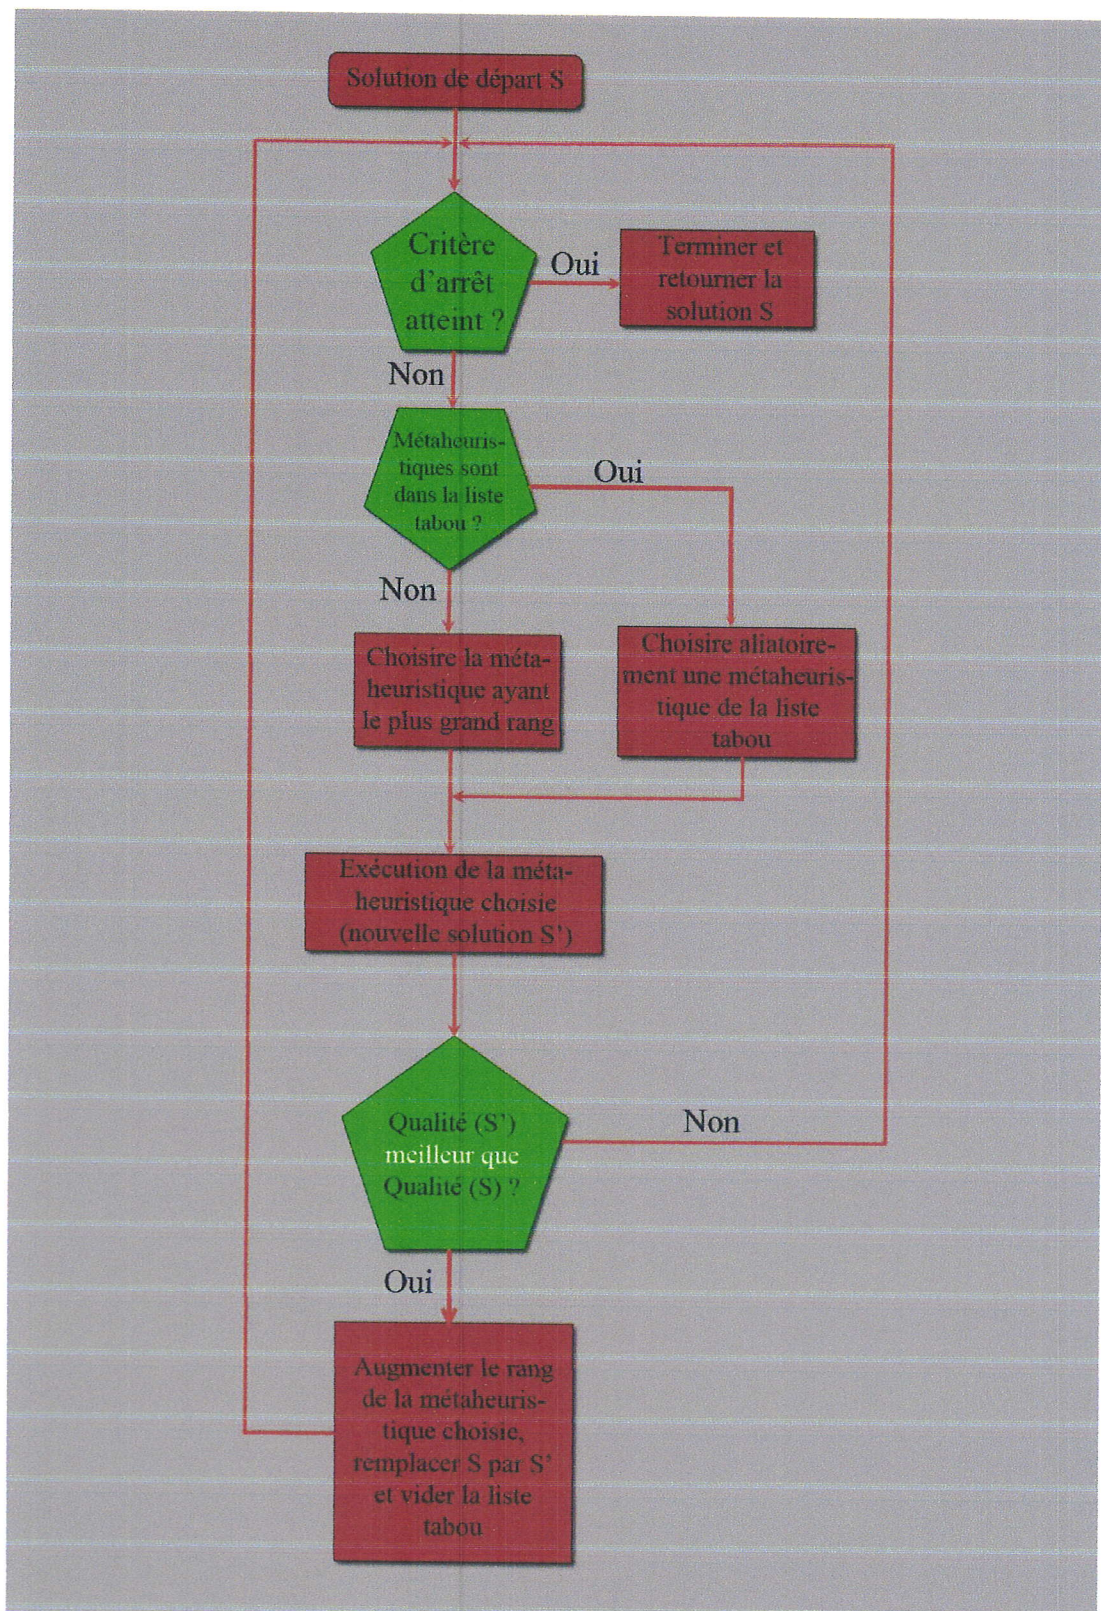 Solution de départ S
Critère
d'arrêt
atteint ?
Oui
Terminer et
retourner la
solution S
Non
Métaheuris-
tiques sont
dans la liste
tabou ?
Oui
Non
Choisire la méta-
heuristique ayant
le plus grand rang
Choisire aliatoire-
ment une métaheuris-
tique de la liste
tabou
Exécution de la méta-
heuristique choisie
(nouvelle solution S’)
Qualité (S’)
meilleur que
Qualité (S) ?
Non
Oui
Augmenter le rang
de la métaheuris-
tique choisie,
remplacer S par S’
et vider la liste
tabou